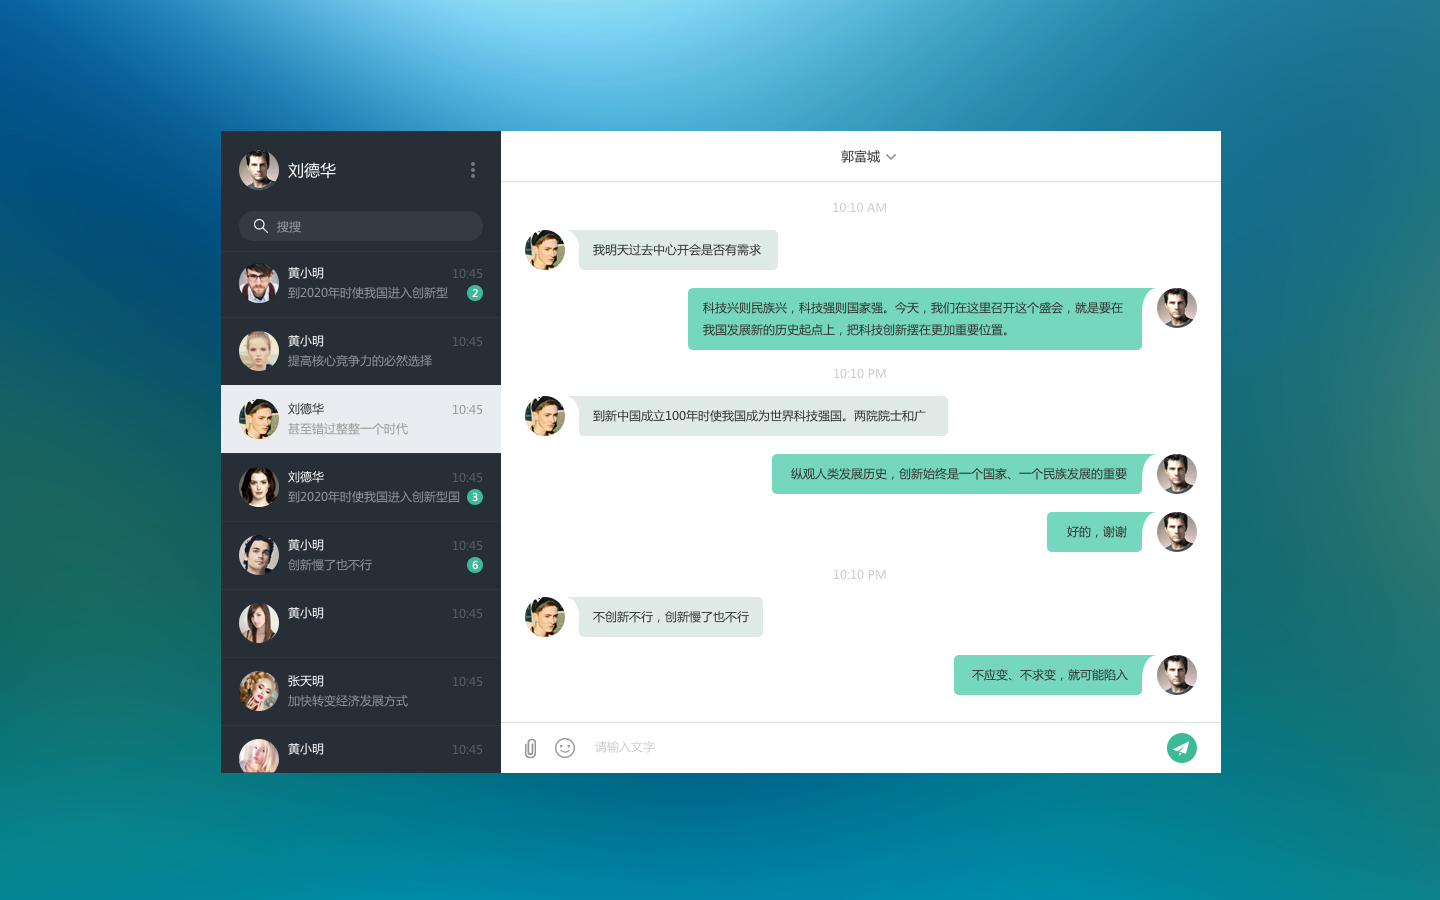 刘德华
搜搜
黄小明
10:45
到2020年时使我国进入创新型
2
黄小明
10:45
提高核心竞争力的必然选择
刘德华
10:45
甚至错过整整一个时代
刘德华
10:45
到2020年时使我国进入创新型国
3
黄小明
10:45
创新慢了也不行
6
黄小明
10:45
张天明
10:45
加快转变经济发展方式
黄小明
10:45
郭富城
10:10 AM
我明天过去中心开会是否有需求
科技兴则民族兴，科技强则国家强。今天，我们在这里召开这个盛会，就是要在
我国发展新的历史起点上，把科技创新摆在更加重要位置。
10:10 PM
到新中国成立100年时使我国成为世界科技强国。两院院士和广
纵观人类发展历史，创新始终是一个国家、一个民族发展的重要
好的，谢谢
10:10 PM
不创新不行，创新慢了也不行
不应变、不求变，就可能陷入
请输入文字